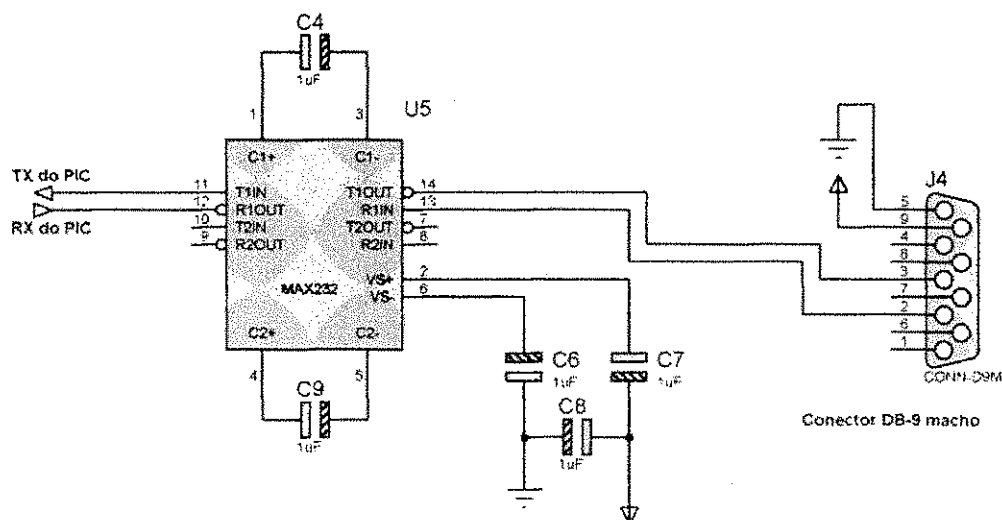 C4
1uF
1
3
U5
C1+
C1-
TX do PIC
RX do PIC
11
12
10
9
T1IN
R1OUT
T2IN
R2OUT
T1OUT
R1IN
T2OUT
R2IN
14
13
7
8
VS+
VS-
2
6
MAX232
C2+
C2-
4
5
C9
1uF
C6
1uF
C7
1uF
C8
1uF
J4
5
9
4
8
3
7
2
6
1
CONN-D9M
Conector DB-9 macho